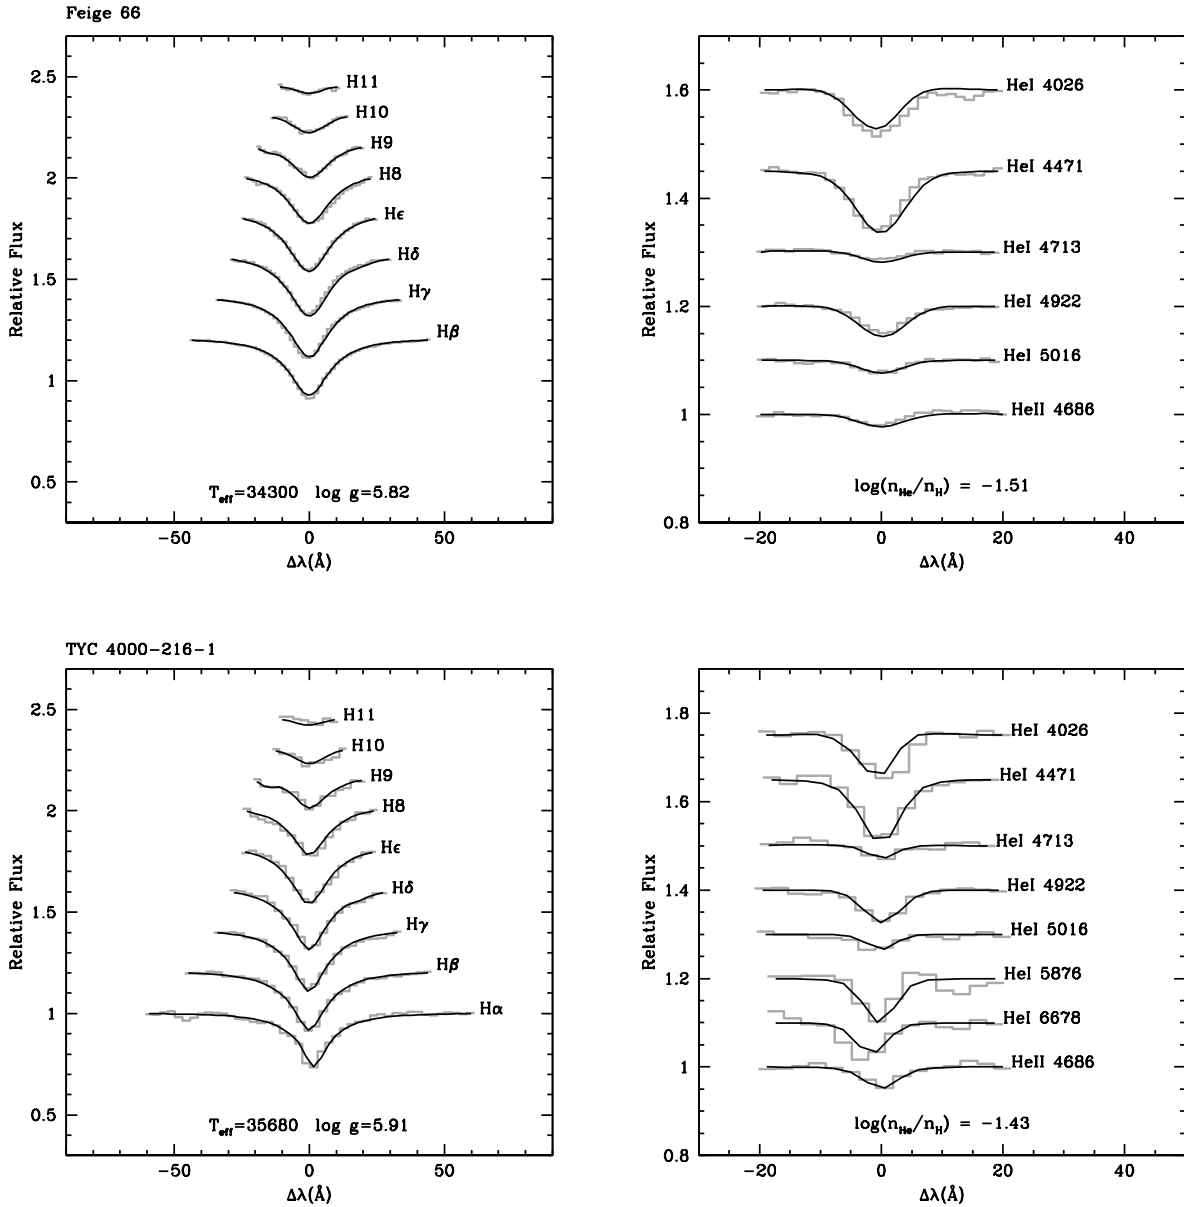 Feige 66
2.5
2
1.5
1
0.5
Relative Flux
H11
H10
H9
H8
Hϵ
Hδ
Hγ
Hβ
T_eff=34300 log g=5.82
−50
0
50
Δλ(Å)
1.6
1.4
1.2
1
0.8
Relative Flux
HeI 4026
HeI 4471
HeI 4713
HeI 4922
HeI 5016
HeII 4686
log(n_He/n_H) = −1.51
−20
0
20
40
Δλ(Å)
TYC 4000−216−1
2.5
2
1.5
1
0.5
Relative Flux
H11
H10
H9
H8
Hϵ
Hδ
Hγ
Hβ
Hα
T_eff=35680 log g=5.91
−50
0
50
Δλ(Å)
1.8
1.6
1.4
1.2
1
0.8
Relative Flux
HeI 4026
HeI 4471
HeI 4713
HeI 4922
HeI 5016
HeI 5876
HeI 6678
HeII 4686
log(n_He/n_H) = −1.43
−20
0
20
40
Δλ(Å)